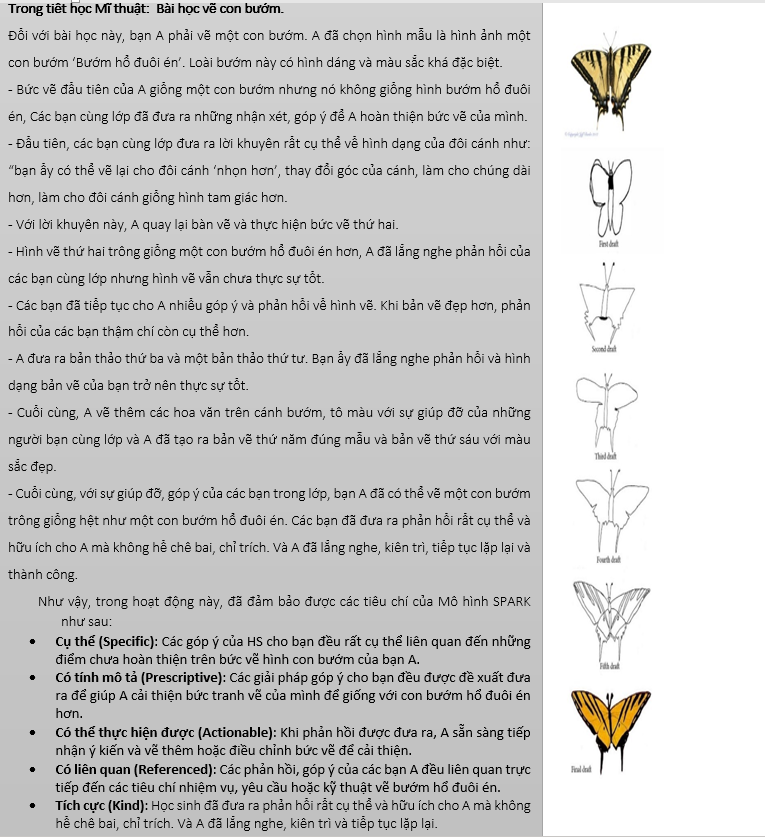 Trong tiết học Mĩ thuật: Bài học vẽ con bướm.
Đối với bài học này, bạn A phải vẽ một con bướm. A đã chọn hình mẫu là hình ảnh một
con bướm ‘Bướm hổ đuôi én’. Loài bướm này có hình dáng và màu sắc khá đặc biệt.
- Bức vẽ đầu tiên của A giống một con bướm nhưng nó không giống hình bướm hổ đuôi
én, Các bạn cùng lớp đã đưa ra những nhận xét, góp ý để A hoàn thiện bức vẽ của mình.
- Đầu tiên, các bạn cùng lớp đưa ra lời khuyên rất cụ thể về hình dạng của đôi cánh như:
“bạn ấy có thể vẽ lại cho đôi cánh ‘nhọn hơn’, thay đổi góc của cánh, làm cho chúng dài
hơn, làm cho đôi cánh giống hình tam giác hơn.
- Với lời khuyên này, A quay lại bàn vẽ và thực hiện bức vẽ thứ hai.
- Hình vẽ thứ hai trông giống một con bướm hổ đuôi én hơn, A đã lắng nghe phản hồi của
các bạn cùng lớp nhưng hình vẽ vẫn chưa thực sự tốt.
- Các bạn đã tiếp tục cho A nhiều góp ý và phản hồi về hình vẽ. Khi bản vẽ đẹp hơn, phản
hồi của các bạn thậm chí còn cụ thể hơn.
- A đưa ra bản thảo thứ ba và một bản thảo thứ tư. Bạn ấy đã lắng nghe phản hồi và hình
dạng bản vẽ của bạn trở nên thực sự tốt.
- Cuối cùng, A vẽ thêm các hoa văn trên cánh bướm, tô màu với sự giúp đỡ của những
người bạn cùng lớp và A đã tạo ra bản vẽ thứ năm đúng mẫu và bản vẽ thứ sáu với màu
sắc đẹp.
- Cuối cùng, với sự giúp đỡ, góp ý của các bạn trong lớp, bạn A đã có thể vẽ một con bướm
trông giống hệt như một con bướm hổ đuôi én. Các bạn đã đưa ra phản hồi rất cụ thể và
hữu ích cho A mà không hề chê bai, chỉ trích. Và A đã lắng nghe, kiên trì, tiếp tục lặp lại và
thành công.
Như vậy, trong hoạt động này, đã đảm bảo được các tiêu chí của Mô hình SPARK
như sau:
• Cụ thể (Specific): Các góp ý của HS cho bạn đều rất cụ thể liên quan đến những
điểm chưa hoàn thiện trên bức vẽ hình con bướm của bạn A.
• Có tính mô tả (Prescriptive): Các giải pháp góp ý cho bạn đều được đề xuất đưa
ra để giúp A cải thiện bức tranh vẽ của mình để giống với con bướm hổ đuôi én
hơn.
• Có thể thực hiện được (Actionable): Khi phản hồi được đưa ra, A sẵn sàng tiếp
nhận ý kiến và vẽ thêm hoặc điều chỉnh bức vẽ để cải thiện.
• Có liên quan (Referenced): Các phản hồi, góp ý của các bạn A đều liên quan trực
tiếp đến các tiêu chí nhiệm vụ, yêu cầu hoặc kỹ thuật vẽ bướm hổ đuôi én.
• Tích cực (Kind): Học sinh đã đưa ra phản hồi rất cụ thể và hữu ích cho A mà không
hề chê bai, chỉ trích. Và A đã lắng nghe, kiên trì và tiếp tục lặp lại.
First draft
Second draft
Third draft
Fourth draft
Fifth draft
Final draft